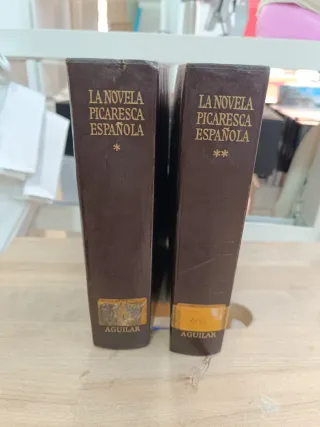 LA NOVELA
PICARESCA
ESPAÑOLA
*
AGUILAR
LA NOVELA
PICARESCA
ESPAÑOLA
**
AGUILAR